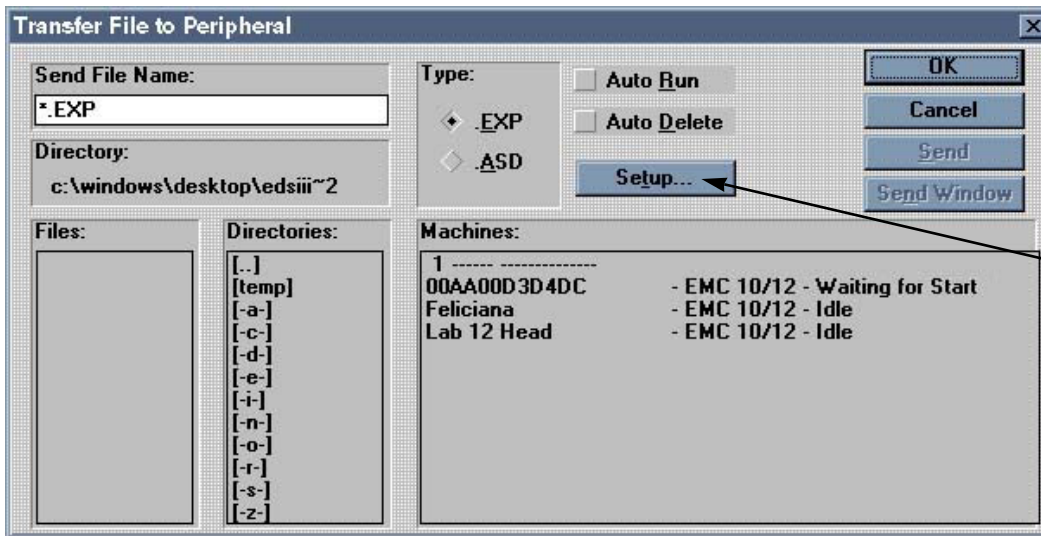 Transfer File to Peripheral
Send File Name:
*.EXP
Directory:
c:\windows\desktop\edsiii~2
Type:
.EXP
.ASD
Auto Run
Auto Delete
Setup...
OK
Cancel
Send
Send Window
Files:
Directories:
[..]
[temp]
[-a-]
[-c-]
[-d-]
[-e-]
[-i-]
[-n-]
[-o-]
[-r-]
[-s-]
[-z-]
Machines:
1 ------ --------------
00AA00D3D4DC - EMC 10/12 - Waiting for Start
Feliciana - EMC 10/12 - Idle
Lab 12 Head - EMC 10/12 - Idle